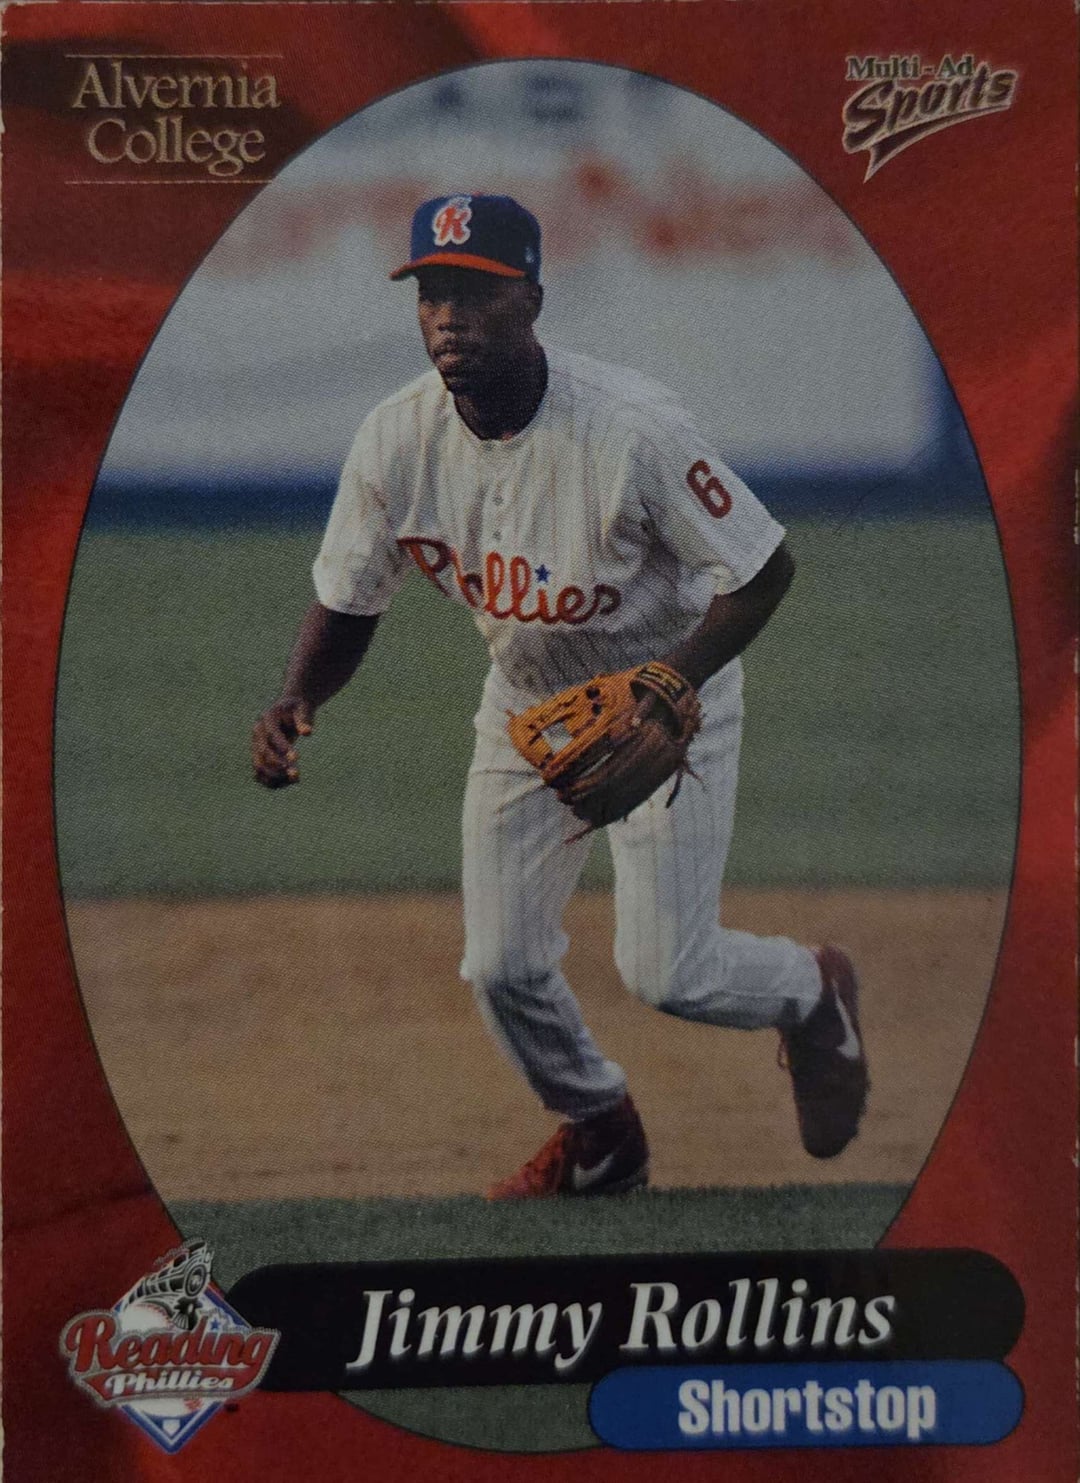 Alvernia
College
Multi-Ad
Sports
R
6
Phillies
Jimmy Rollins
Reading
Phillies
Shortstop